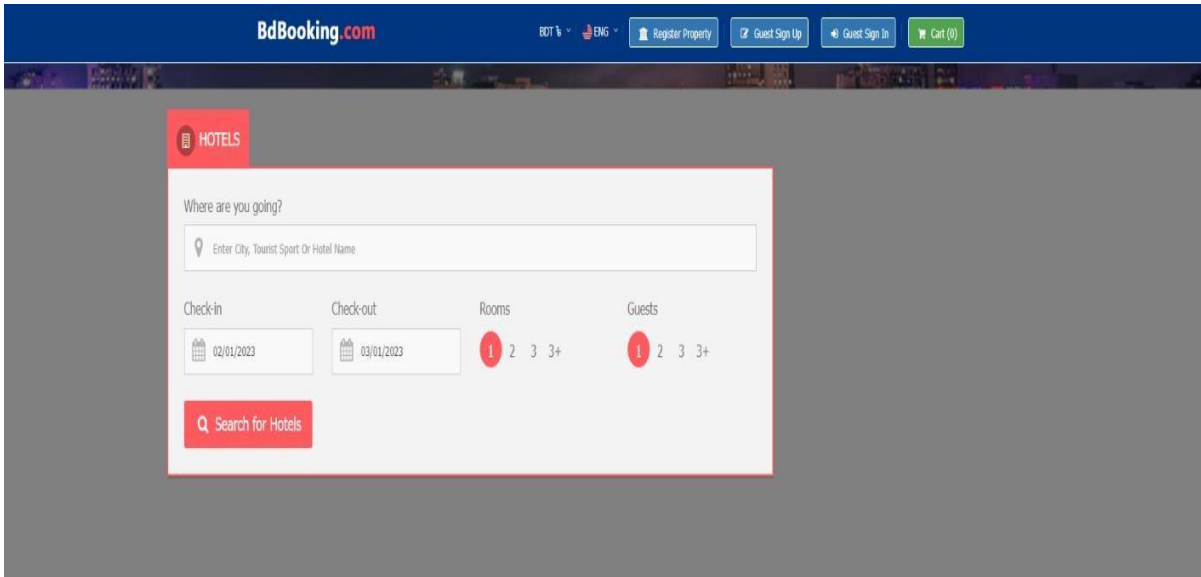 BdBooking.com
BDT ৳ ENG Register Property Guest Sign Up Guest Sign In Cart (0)
HOTELS
Where are you going?
Enter City, Tourist Sport Or Hotel Name
Check-in Check-out Rooms Guests
02/01/2023 03/01/2023 1 2 3 3+ 1 2 3 3+
Search for Hotels